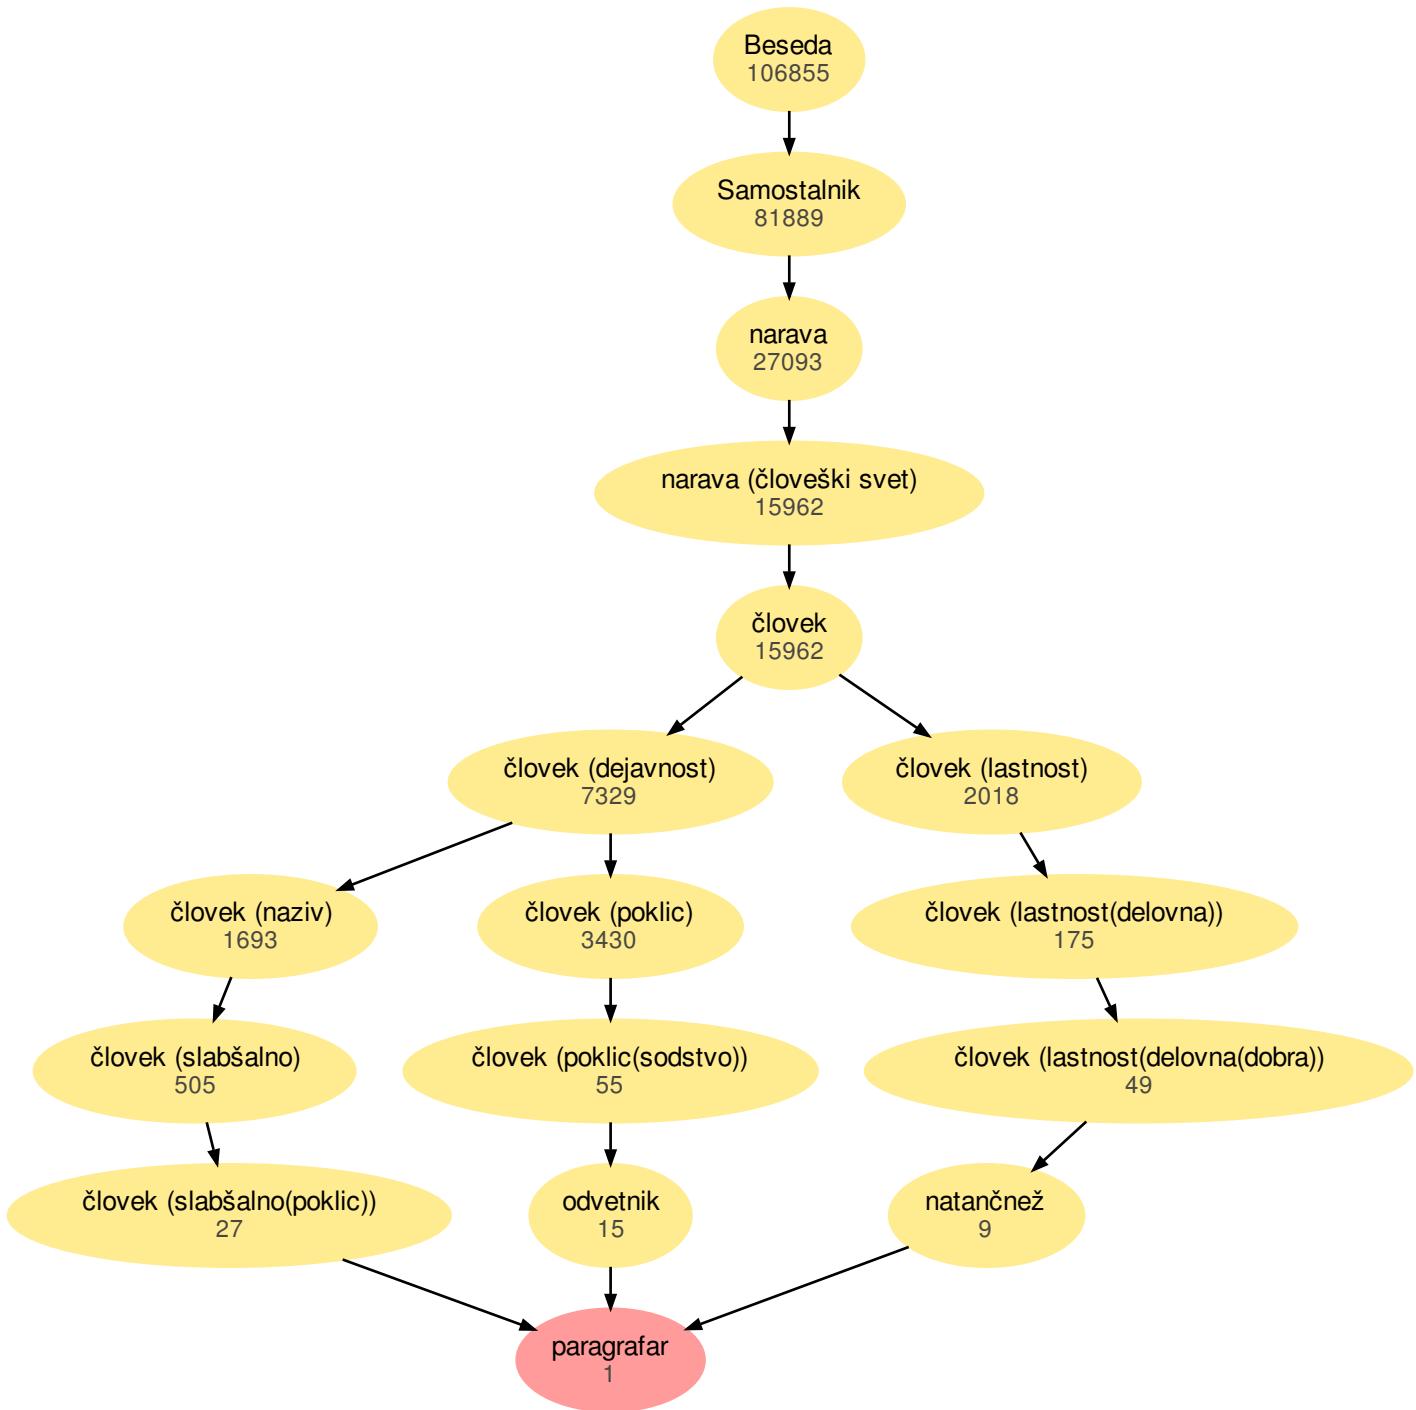 Beseda
106855
Samostalnik
81889
narava
27093
narava (človeški svet)
15962
človek
15962
človek (dejavnost)
7329
človek (lastnost)
2018
človek (naziv)
1693
človek (poklic)
3430
človek (lastnost(delovna))
175
človek (slabšalno)
505
človek (poklic(sodstvo))
55
človek (lastnost(delovna(dobra))
49
človek (slabšalno(poklic))
27
odvetnik
15
natančnež
9
paragrafar
1